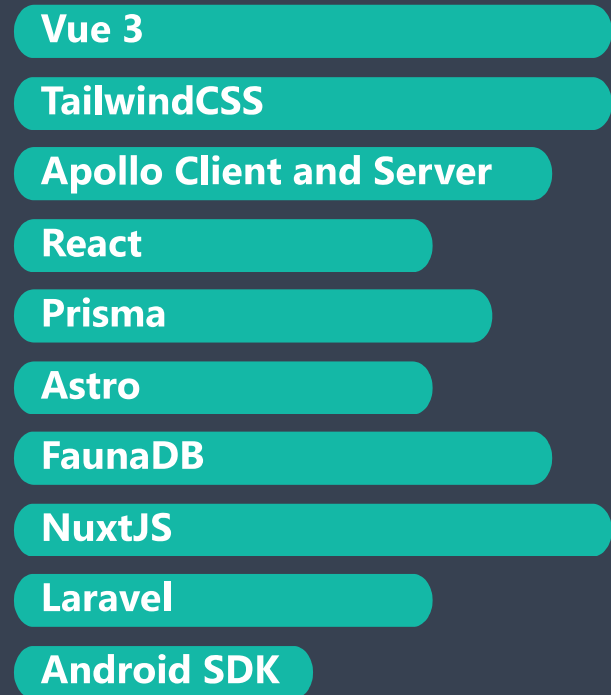 Vue 3
TailwindCSS
Apollo Client and Server
React
Prisma
Astro
FaunaDB
NuxtJS
Laravel
Android SDK